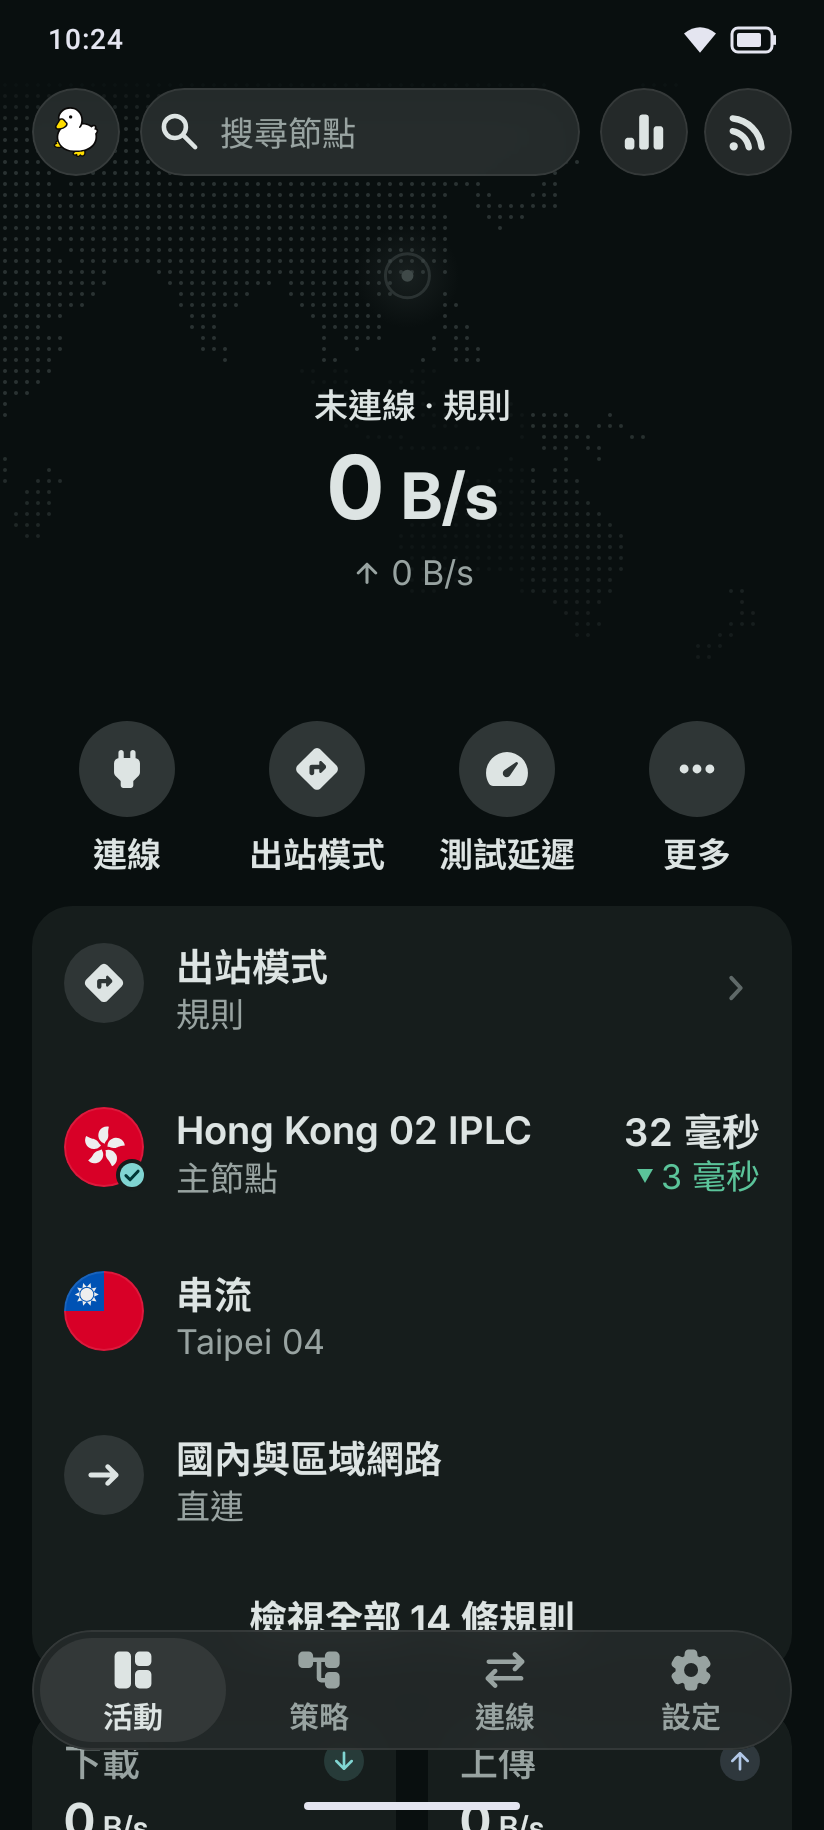 10:24
搜尋節點
未連線 · 規則
0 B/s
↑ 0 B/s
連線
出站模式
測試延遲
更多
出站模式
規則
Hong Kong 02 IPLC
32 毫秒
主節點
▼3 毫秒
串流
Taipei 04
國內與區域網路
直連
檢視全部 14 條規則
活動
策略
連線
設定
下載
上傳
0 B/s
0 B/s